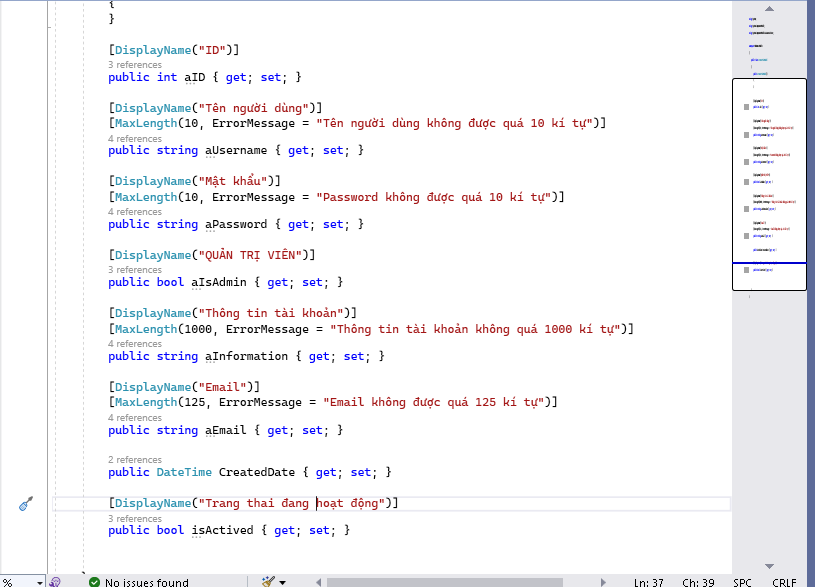 {
}
[DisplayName("ID")]
3 references
public int aID { get; set; }
[DisplayName("Tên người dùng")]
[MaxLength(10, ErrorMessage = "Tên người dùng không được quá 10 kí tự")]
4 references
public string aUsername { get; set; }
[DisplayName("Mật khẩu")]
[MaxLength(10, ErrorMessage = "Password không được quá 10 kí tự")]
4 references
public string aPassword { get; set; }
[DisplayName("QUẢN TRỊ VIÊN")]
3 references
public bool aIsAdmin { get; set; }
[DisplayName("Thông tin tài khoản")]
[MaxLength(1000, ErrorMessage = "Thông tin tài khoản không quá 1000 kí tự")]
4 references
public string aInformation { get; set; }
[DisplayName("Email")]
[MaxLength(125, ErrorMessage = "Email không được quá 125 kí tự")]
4 references
public string aEmail { get; set; }
2 references
public DateTime CreatedDate { get; set; }
[DisplayName("Trang thai đang hoạt động")]
3 references
public bool isActived { get; set; }
% No issues found Ln: 37 Ch: 39 SPC CRLF